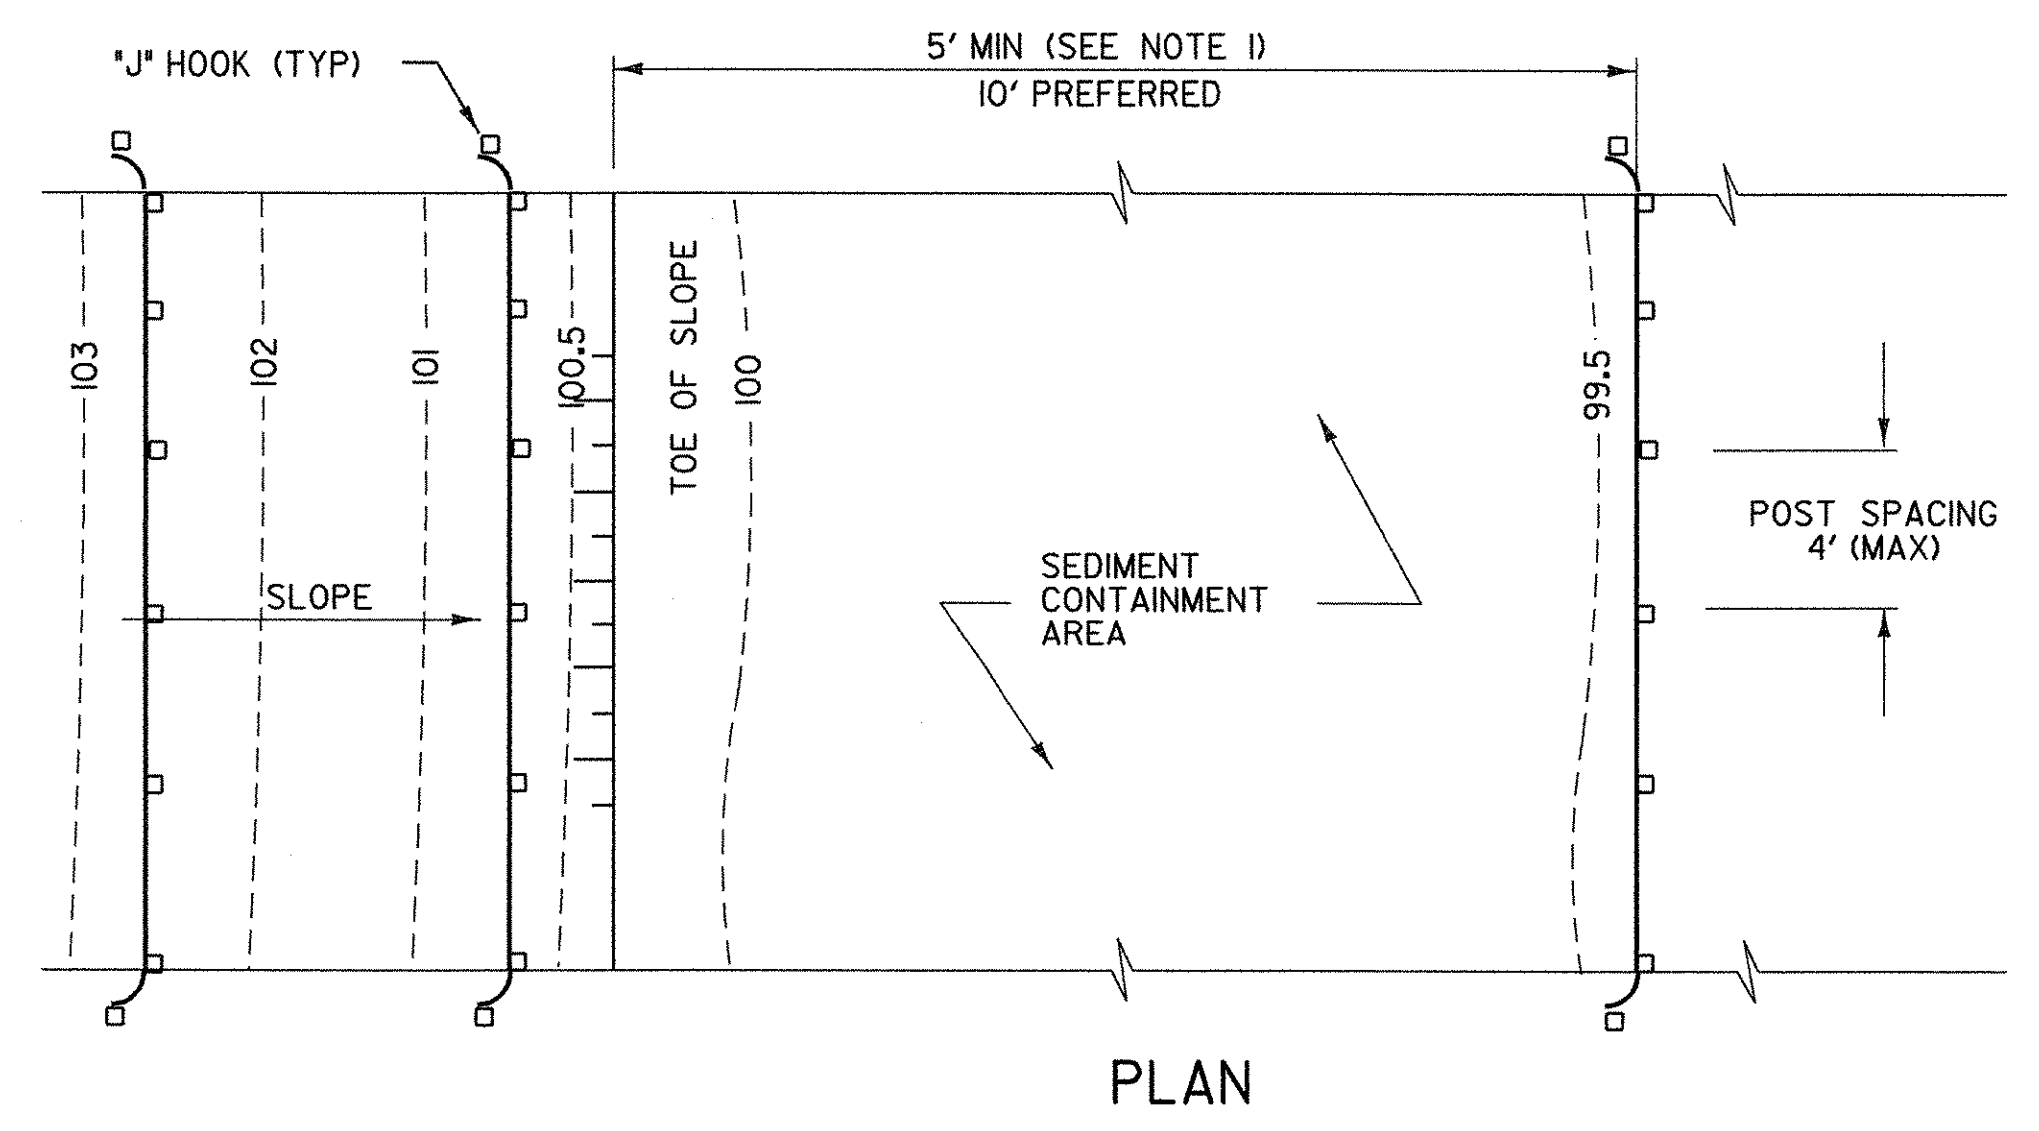 "J" HOOK (TYP)
5' MIN (SEE NOTE 1)
10' PREFERRED
103
102
101
100.5
TOE OF SLOPE
100
99.5
POST SPACING
4' (MAX)
SEDIMENT
CONTAINMENT
AREA
SLOPE
PLAN